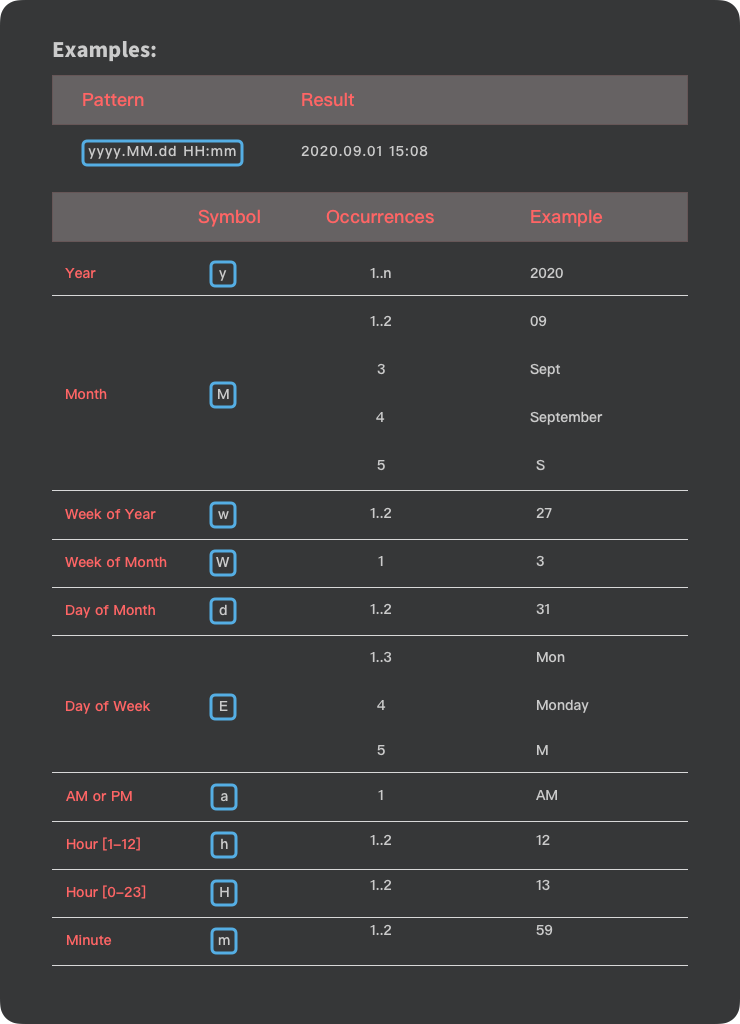 Examples:
Pattern Result
yyyy.MM.dd HH:mm 2020.09.01 15:08
Symbol Occurrences Example
Year y 1..n 2020
1..2 09
3 Sept
Month M
4 September
5 S
Week of Year w 1..2 27
Week of Month W 1 3
Day of Month d 1..2 31
1..3 Mon
Day of Week E 4 Monday
5 M
AM or PM a 1 AM
Hour [1–12] h 1..2 12
Hour [0–23] H 1..2 13
Minute m 1..2 59